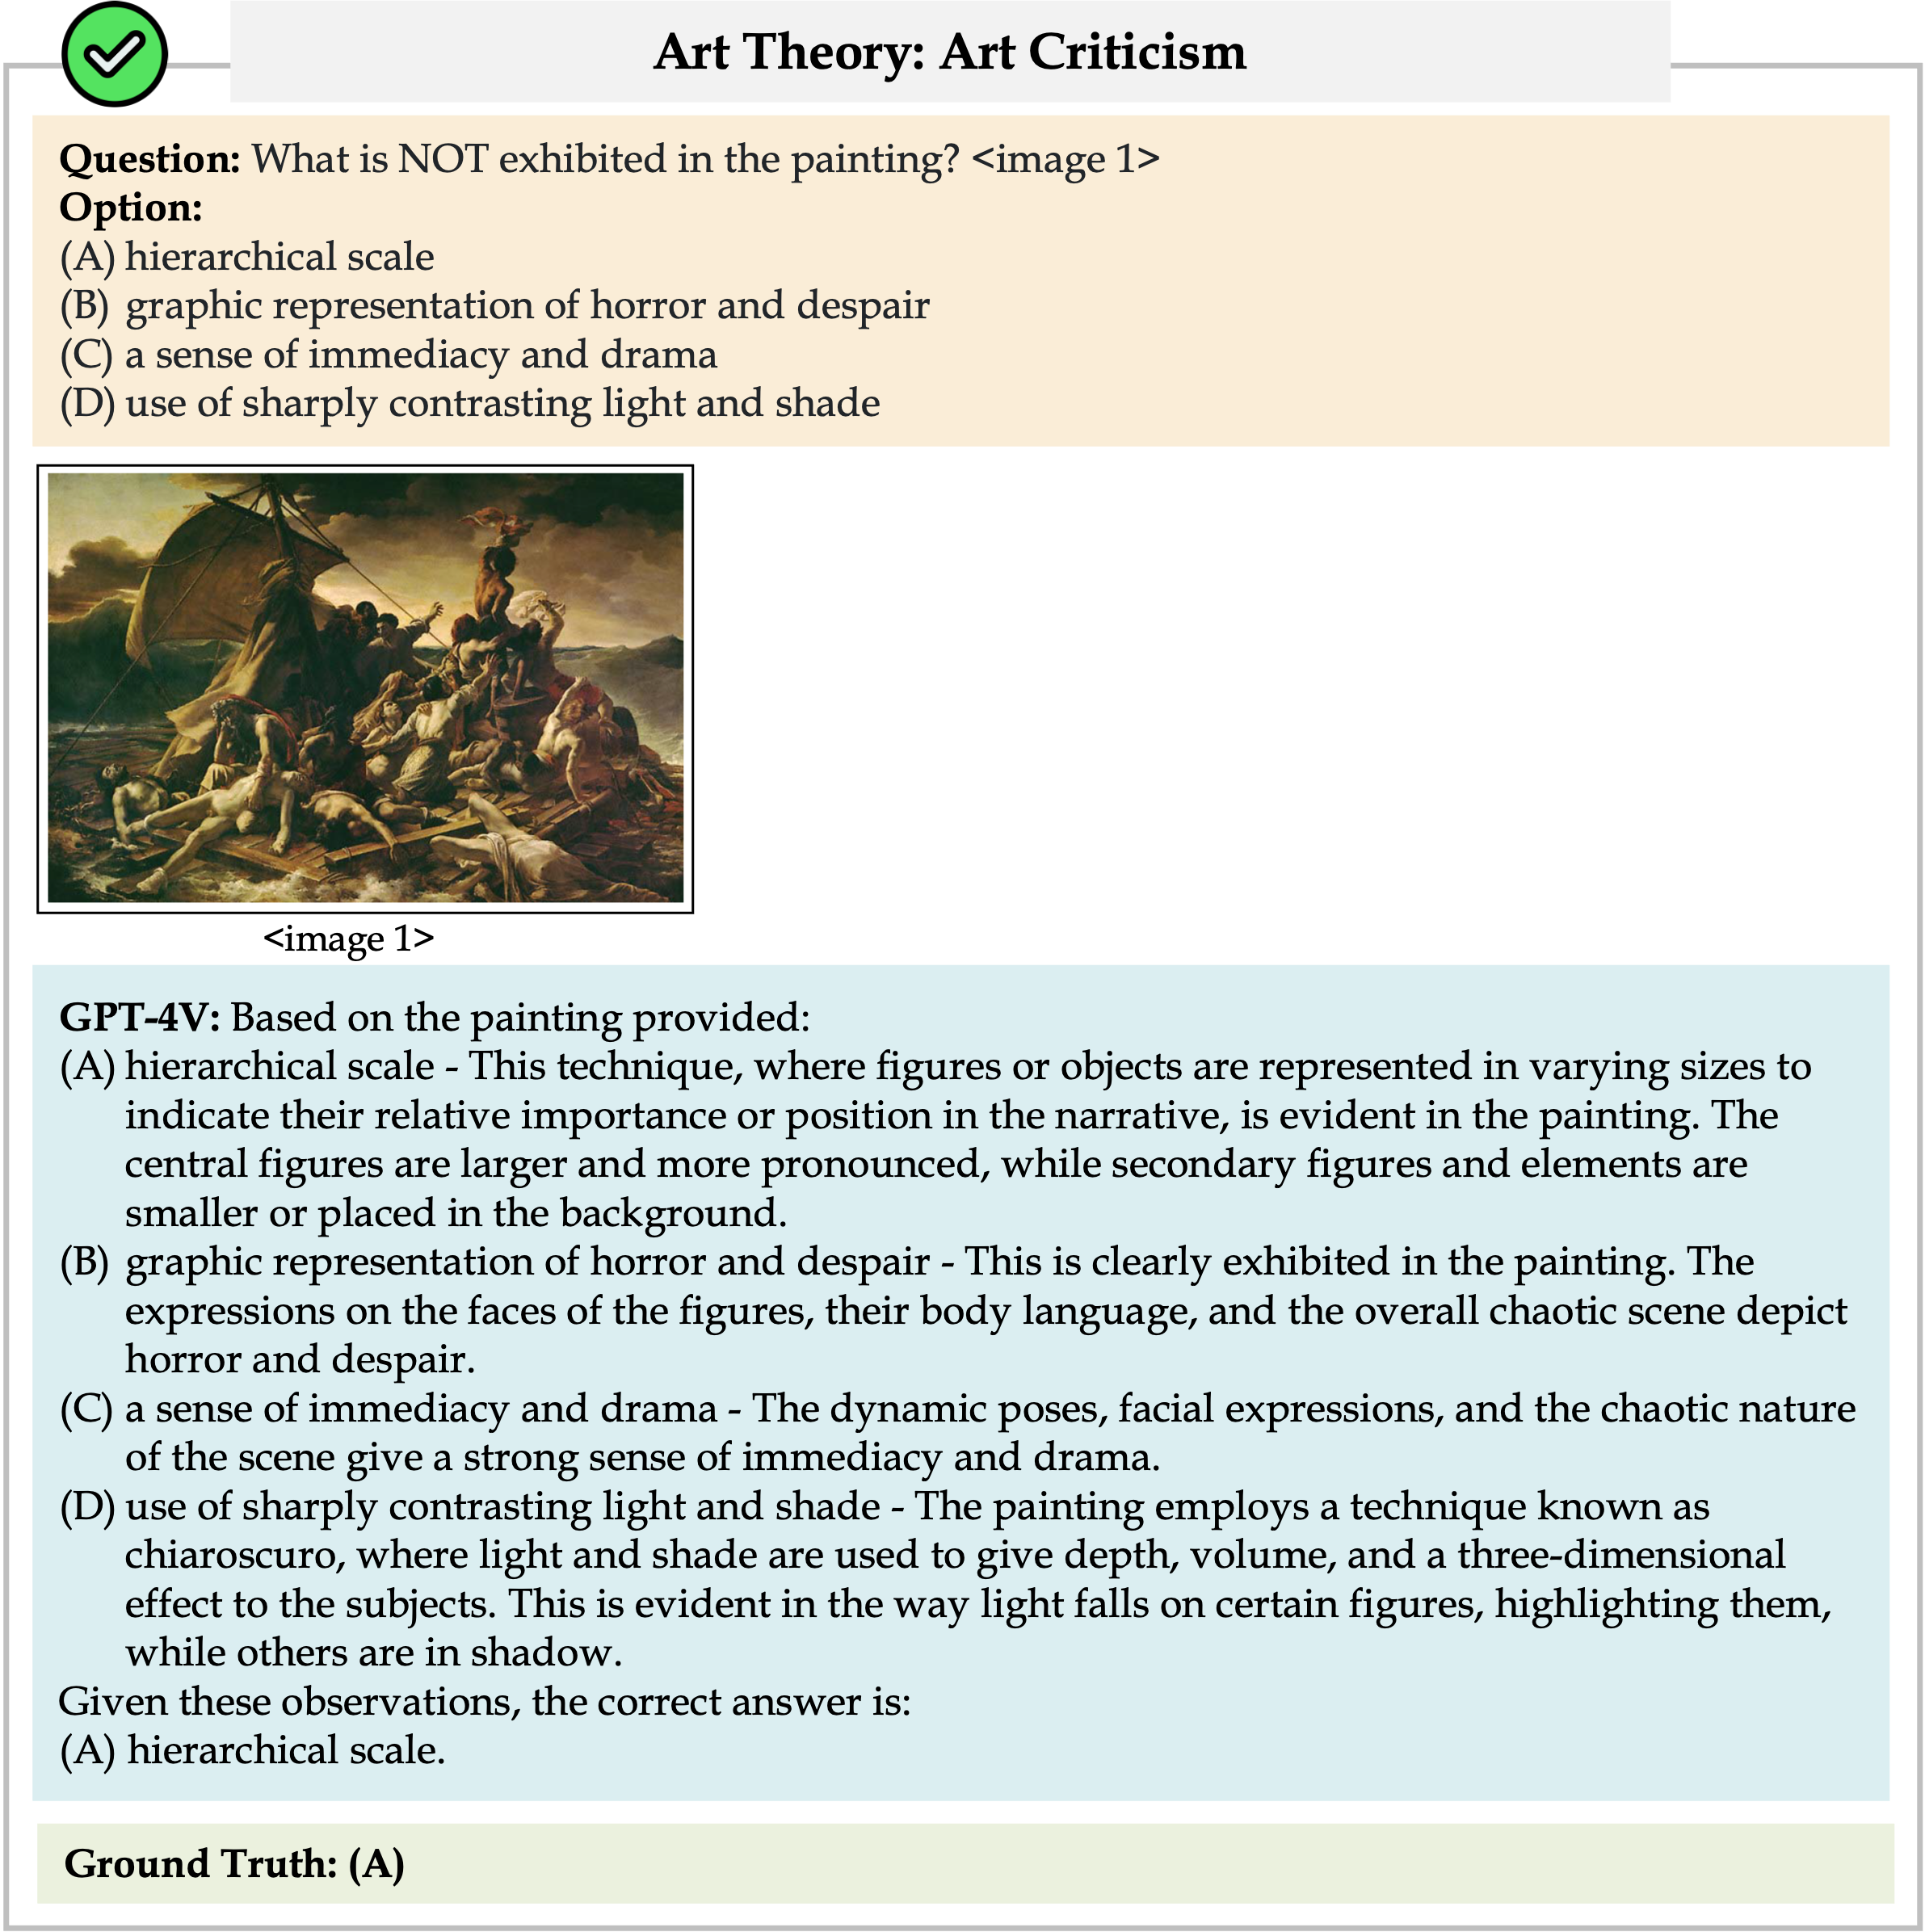 Art Theory: Art Criticism
Question: What is NOT exhibited in the painting? <image 1>
Option:
(A) hierarchical scale
(B) graphic representation of horror and despair
(C) a sense of immediacy and drama
(D) use of sharply contrasting light and shade
<image 1>
GPT-4V: Based on the painting provided:
(A) hierarchical scale - This technique, where figures or objects are represented in varying sizes to
indicate their relative importance or position in the narrative, is evident in the painting. The
central figures are larger and more pronounced, while secondary figures and elements are
smaller or placed in the background.
(B) graphic representation of horror and despair - This is clearly exhibited in the painting. The
expressions on the faces of the figures, their body language, and the overall chaotic scene depict
horror and despair.
(C) a sense of immediacy and drama - The dynamic poses, facial expressions, and the chaotic nature
of the scene give a strong sense of immediacy and drama.
(D) use of sharply contrasting light and shade - The painting employs a technique known as
chiaroscuro, where light and shade are used to give depth, volume, and a three-dimensional
effect to the subjects. This is evident in the way light falls on certain figures, highlighting them,
while others are in shadow.
Given these observations, the correct answer is:
(A) hierarchical scale.
Ground Truth: (A)